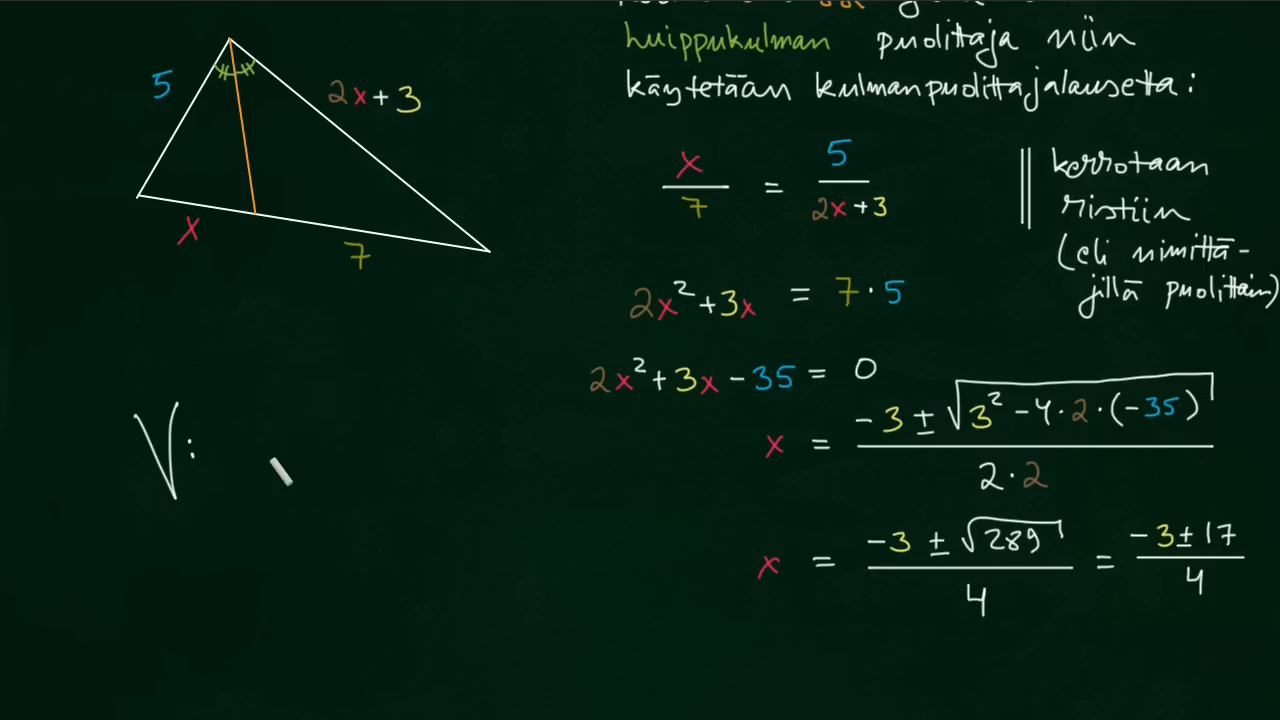 5
2x + 3
x
7
huippukulman puolittaja niin
käytetään kulmanpuolittajalausetta:
x/7 = 5/(2x+3) || kerrotaan
ristiin
(eli nimittä-
jillä puolittain)
2x² + 3x = 7 · 5
2x² + 3x - 35 = 0
x = (-3 ± √(3² - 4 · 2 · (-35)))/(2 · 2)
x = (-3 ± √289)/4 = (-3 ± 17)/4
V: